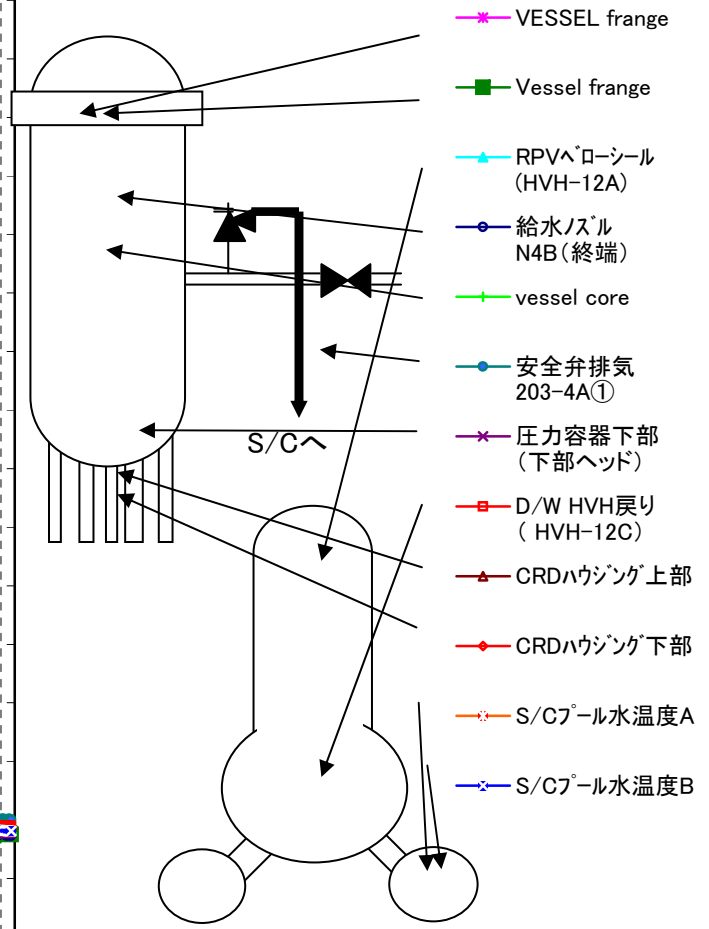 VESSEL frange
Vessel frange
RPVﾍﾞﾛｰｼｰﾙ
(HVH-12A)
給水ﾉｽﾞﾙ
N4B(終端)
vessel core
安全弁排気
203-4A①
圧力容器下部
(下部ヘッド)
D/W HVH戻り
( HVH-12C)
CRDﾊｳｼﾞﾝｸﾞ上部
CRDﾊｳｼﾞﾝｸﾞ下部
S/Cﾌﾟｰﾙ水温度A
S/Cﾌﾟｰﾙ水温度B
S/Cへ